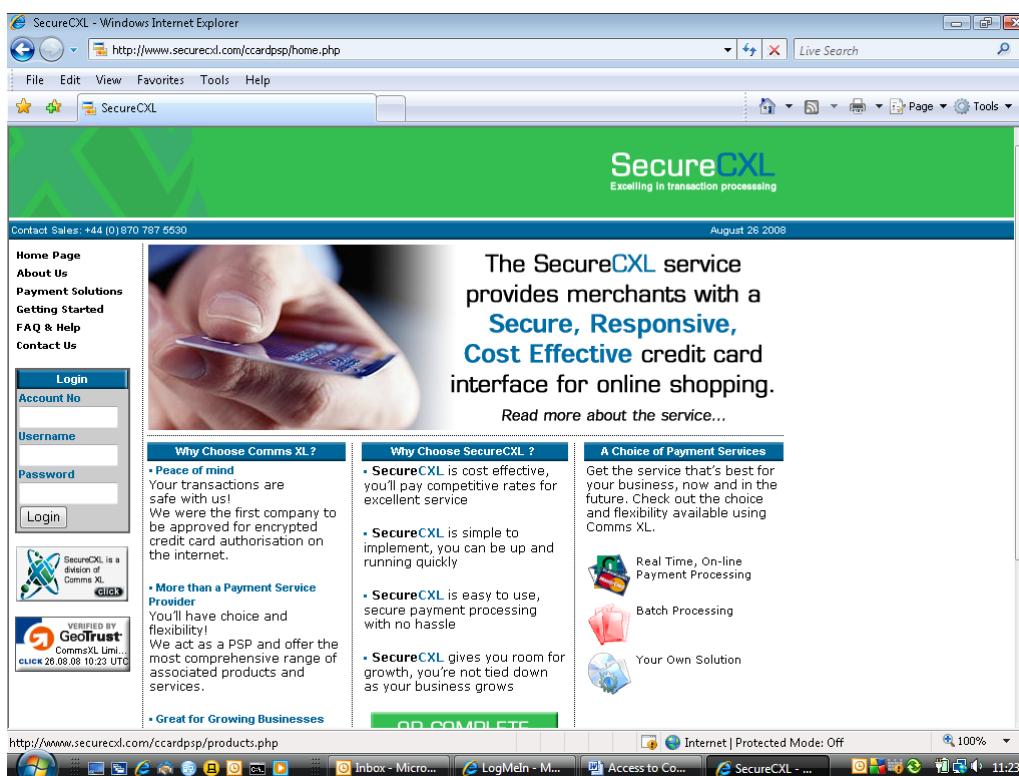 SecureCXL - Windows Internet Explorer
http://www.securecxl.com/ccardpsp/home.php
Live Search
File Edit View Favorites Tools Help
SecureCXL
Page Tools
SecureCXL
Excelling in transaction processsing
Contact Sales: +44 (0)870 787 5530
August 26 2008
Home Page
About Us
Payment Solutions
Getting Started
FAQ & Help
Contact Us
Login
Account No
Username
Password
Login
SecureCXL is a
division of
Comms XL
click
VERIFIED BY
GeoTrust
CommsXL Limi...
CLICK 26.08.08 10:23 UTC
The SecureCXL service
provides merchants with a
Secure, Responsive,
Cost Effective credit card
interface for online shopping.
Read more about the service...
Why Choose Comms XL?
▪ Peace of mind
Your transactions are
safe with us!
We were the first company to
be approved for encrypted
credit card authorisation on
the internet.
▪ More than a Payment Service
Provider
You'll have choice and
flexibility!
We act as a PSP and offer the
most comprehensive range of
associated products and
services.
▪ Great for Growing Businesses
Why Choose SecureCXL ?
▪ SecureCXL is cost effective,
you'll pay competitive rates for
excellent service
▪ SecureCXL is simple to
implement, you can be up and
running quickly
▪ SecureCXL is easy to use,
secure payment processing
with no hassle
▪ SecureCXL gives you room for
growth, you're not tied down
as your business grows
OR COMPLETE
A Choice of Payment Services
Get the service that's best for
your business, now and in the
future. Check out the choice
and flexibility available using
Comms XL.
Real Time, On-line
Payment Processing
Batch Processing
Your Own Solution
http://www.securecxl.com/ccardpsp/products.php
Internet | Protected Mode: Off
100%
Inbox - Micro...
LogMeIn - M...
Access to Co...
SecureCXL - ...
11:23